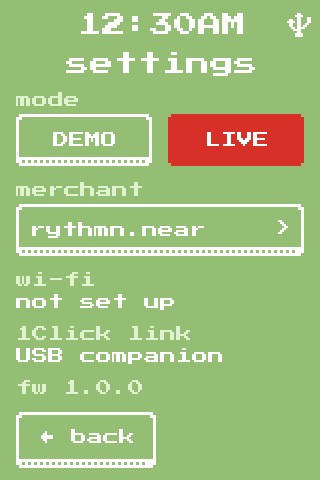 12:30AM
settings
mode
DEMO LIVE
merchant
rythmn.near >
wi-fi
not set up
1Click link
USB companion
fw 1.0.0
← back